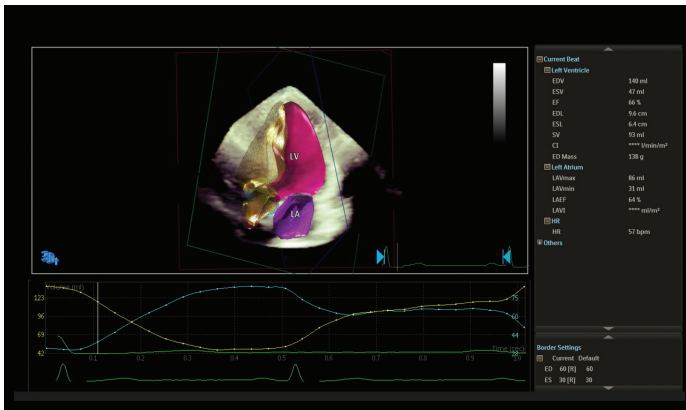 Current Beat
Left Ventricle
EDV 140 ml
ESV 47 ml
EF 66 %
EDL 9.6 cm
ESL 6.4 cm
SV 93 ml
CI **** l/min/m²
ED Mass 138 g
Left Atrium
LAVmax 86 ml
LAVmin 31 ml
LAEF 64 %
LAVI **** ml/m²
HR
HR 57 bpm
Others
LV
LA
Volume (ml)
123 75
96 60
69 44
42 28
Time (sec)
0.1 0.2 0.3 0.4 0.5 0.6 0.7 0.8 0.9 1.0
Border Settings
Current Default
ED 60 [R] 60
ES 30 [R] 30